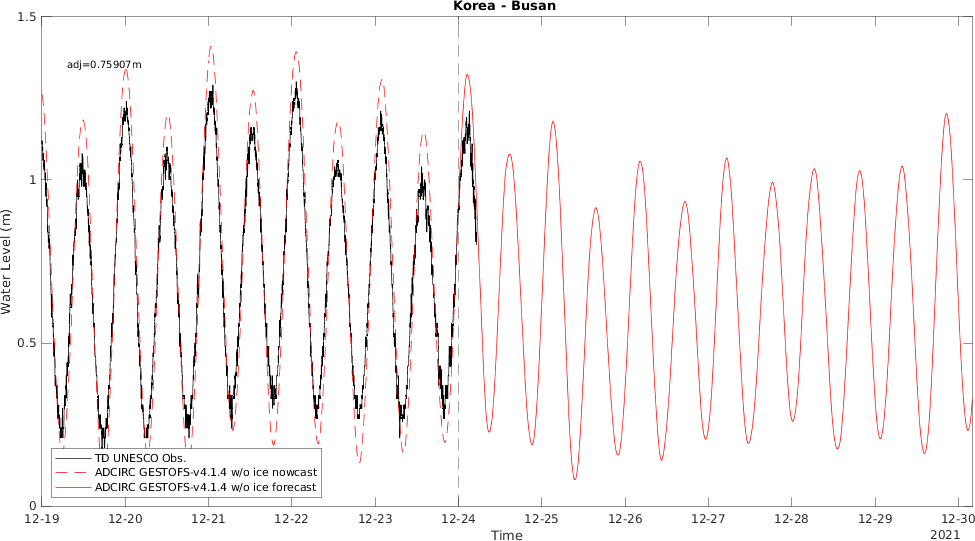 Korea - Busan
1.5
adj=0.75907m
1
Water Level (m)
0.5
TD UNESCO Obs.
ADCIRC GESTOFS-v4.1.4 w/o ice nowcast
ADCIRC GESTOFS-v4.1.4 w/o ice forecast
0
12-19 12-20 12-21 12-22 12-23 12-24 12-25 12-26 12-27 12-28 12-29 12-30
Time 2021